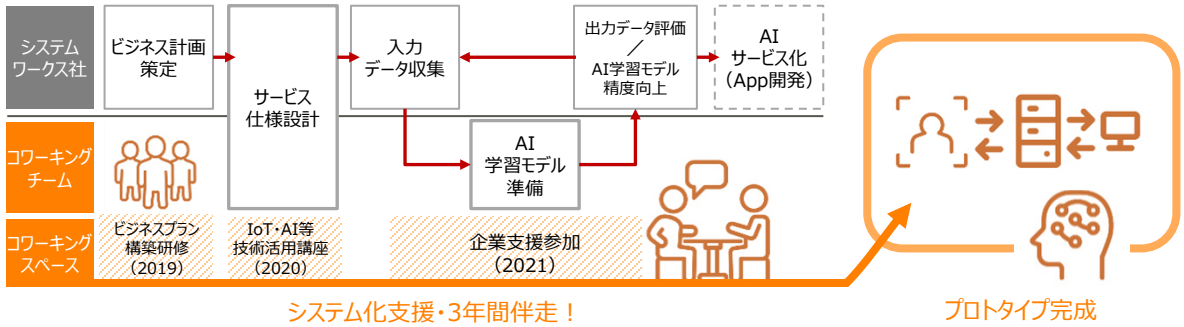 システム
ワークス社
ビジネス計画
策定
サービス
仕様設計
入力
データ収集
出力データ評価
／
AI学習モデル
精度向上
AI
サービス化
（App開発）
コワーキング
チーム
AI
学習モデル
準備
コワーキング
スペース
ビジネスプラン
構築研修
（2019）
IoT・AI等
技術活用講座
（2020）
企業支援参加
（2021）
システム化支援・3年間伴走！
プロトタイプ完成